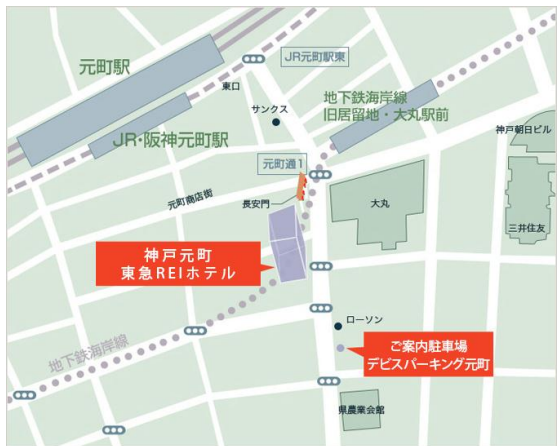 元町駅
JR元町駅東
東口
サンクス
地下鉄海岸線
旧居留地・大丸駅前
JR・阪神元町駅
神戸朝日ビル
元町通1
元町商店街
長安門
大丸
三井住友
神戸元町
東急REIホテル
ローソン
地下鉄海岸線
ご案内駐車場
デビスパーキング元町
県農業会館